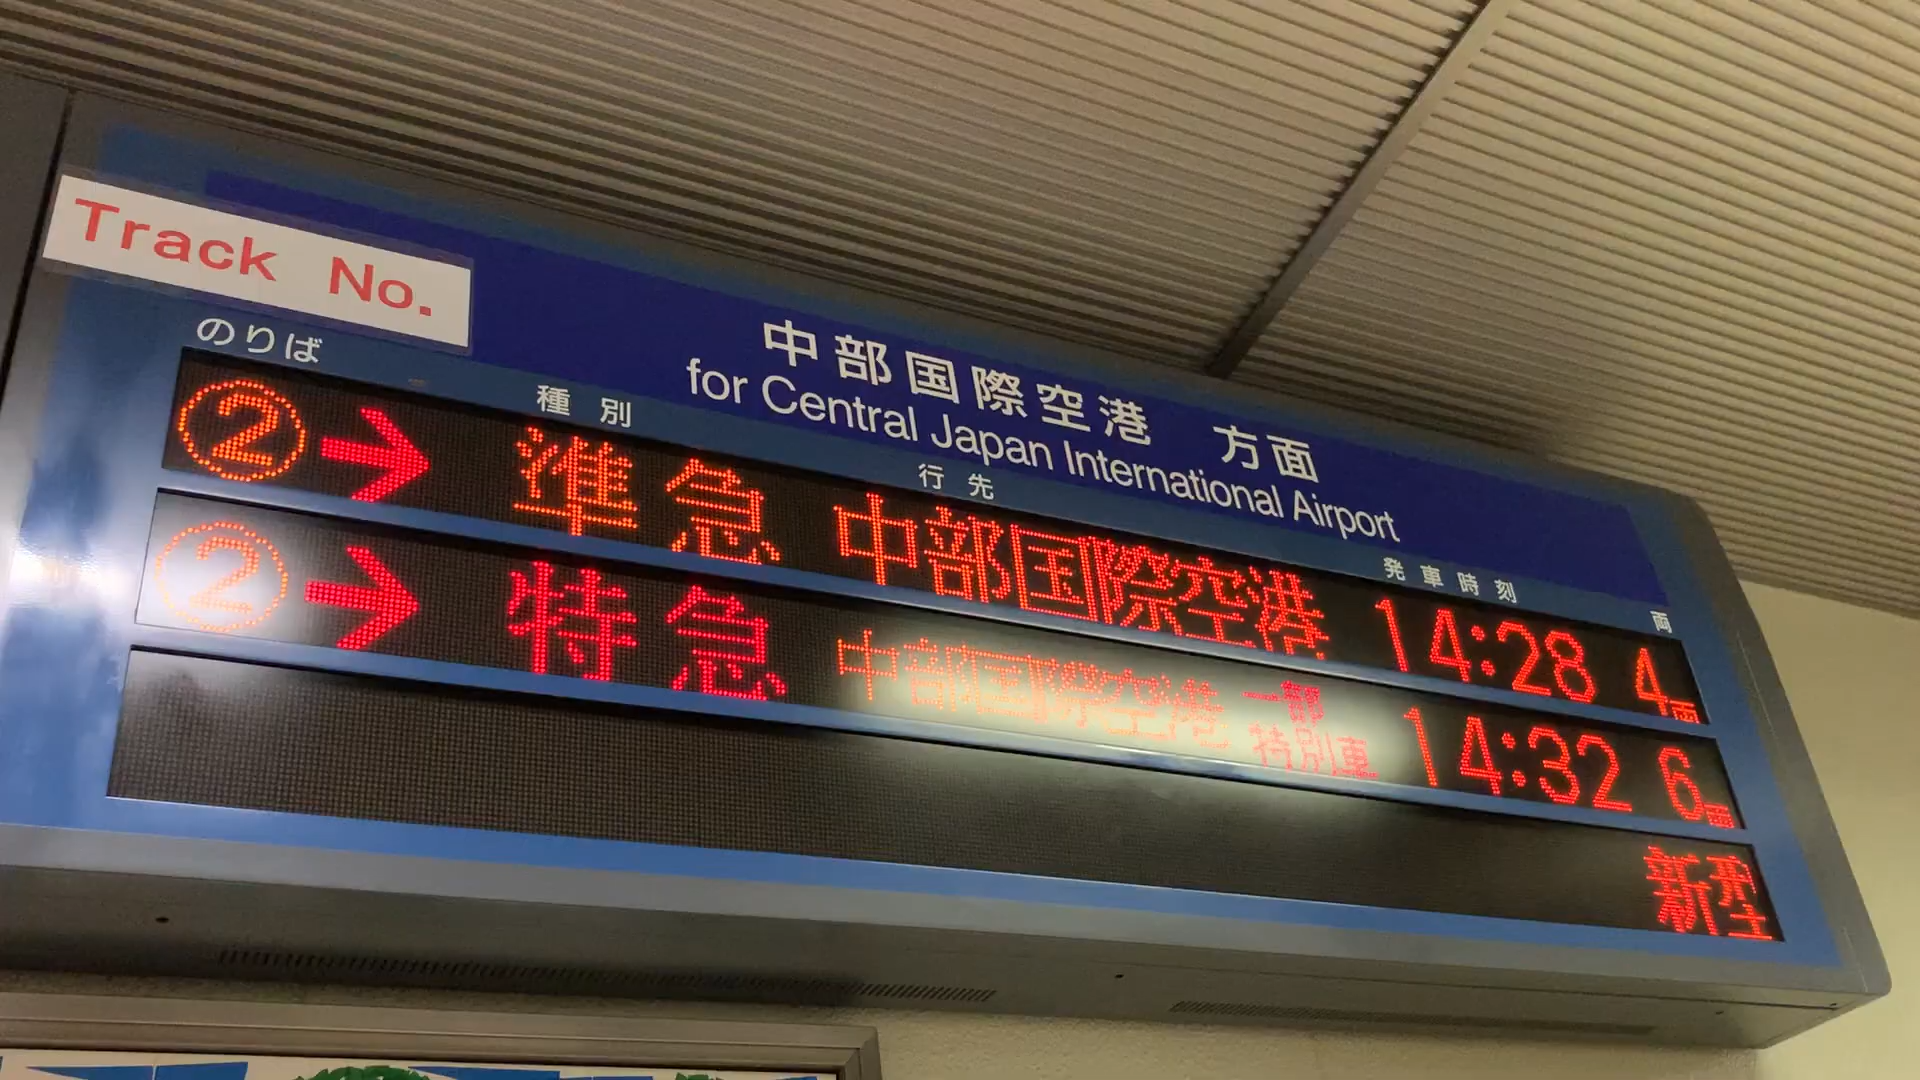 Track No.
のりば
中部国際空港 方面
for Central Japan International Airport
種別
行先
発車時刻
両
② → 準急 中部国際空港 14:28 4両
② → 特急 中部国際空港 一部特別車 14:32 6両
新型